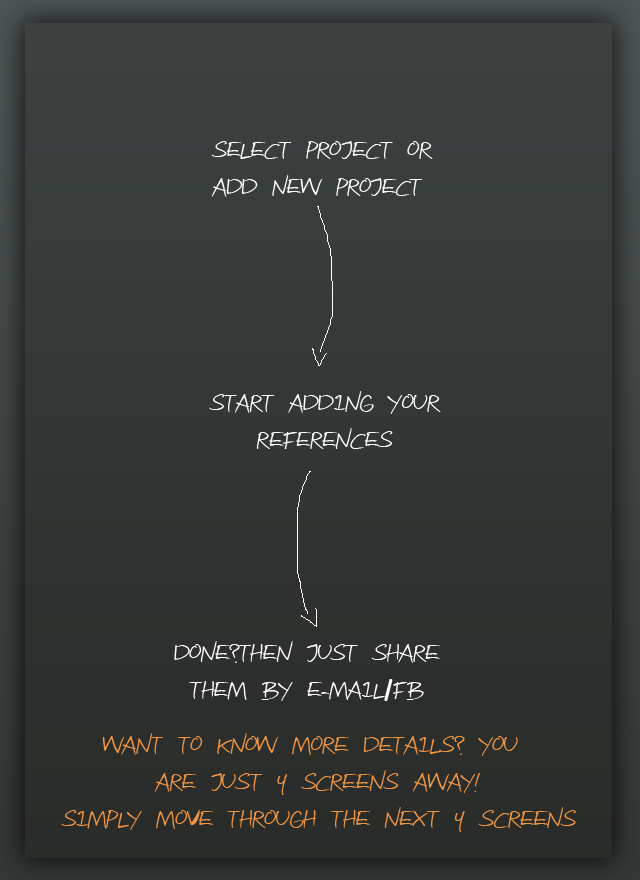 SELECT PROJECT OR
ADD NEW PROJECT
START ADDING YOUR
REFERENCES
DONE?THEN JUST SHARE
THEM BY E-MAIL/FB
WANT TO KNOW MORE DETAILS? YOU
ARE JUST 4 SCREENS AWAY!
SIMPLY MOVE THROUGH THE NEXT 4 SCREENS